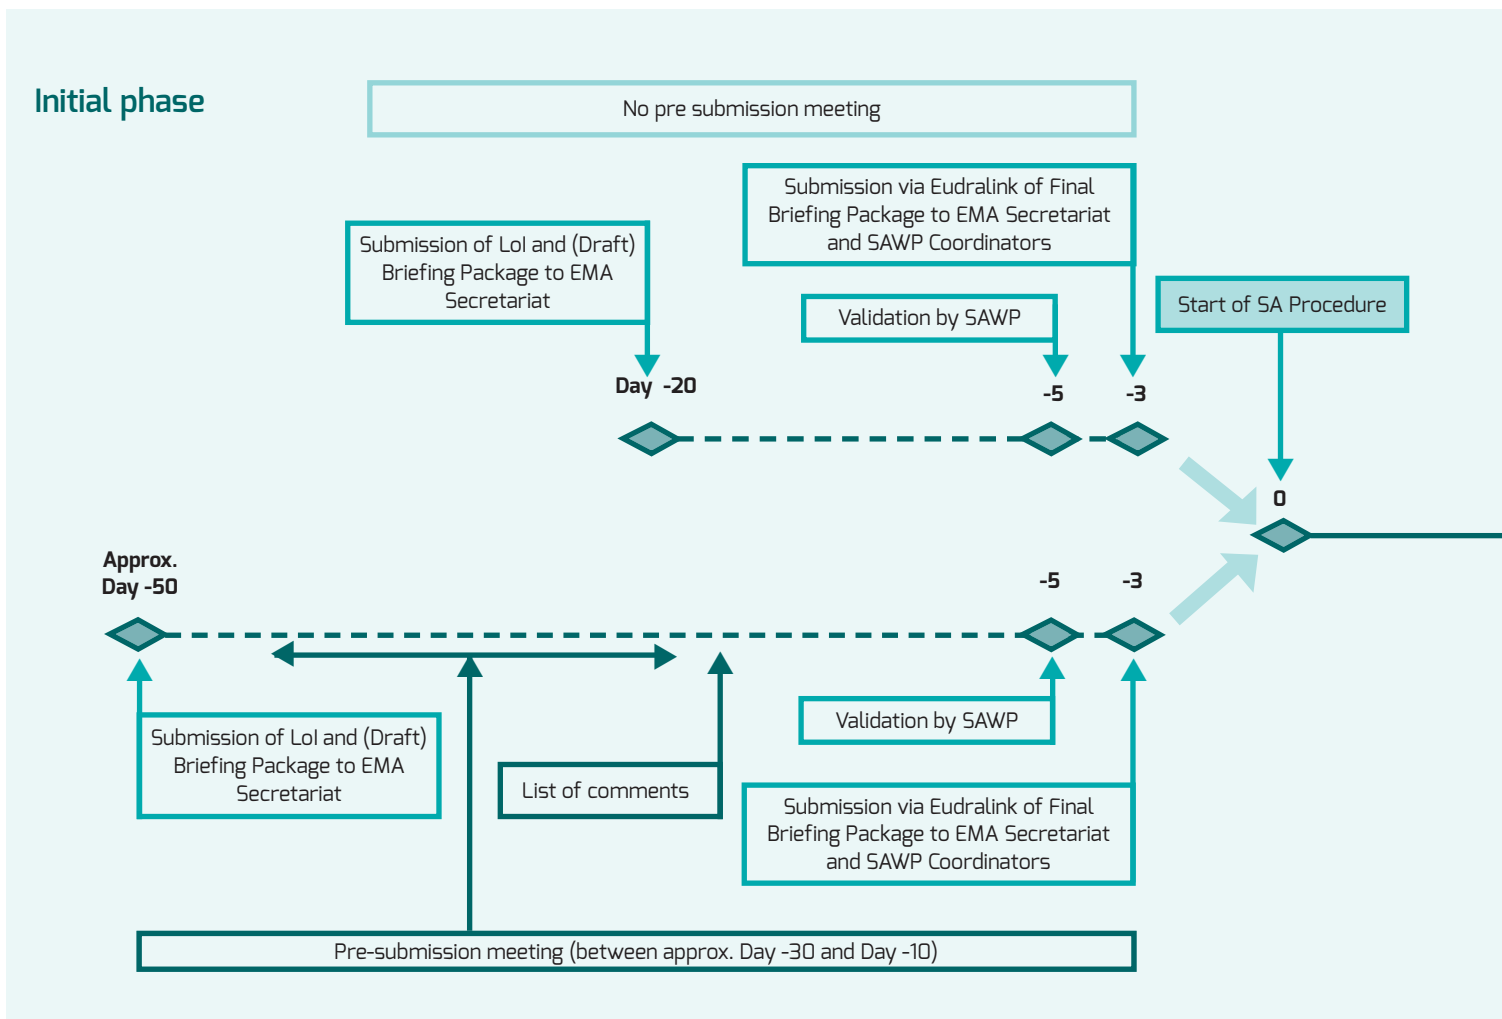 Initial phase
No pre submission meeting
Submission via Eudralink of Final
Briefing Package to EMA Secretariat
and SAWP Coordinators
Submission of LoI and (Draft)
Briefing Package to EMA
Secretariat
Validation by SAWP
Start of SA Procedure
Day -20
-5
-3
0
Approx.
Day -50
-5
-3
Submission of LoI and (Draft)
Briefing Package to EMA
Secretariat
List of comments
Validation by SAWP
Submission via Eudralink of Final
Briefing Package to EMA Secretariat
and SAWP Coordinators
Pre-submission meeting (between approx. Day -30 and Day -10)